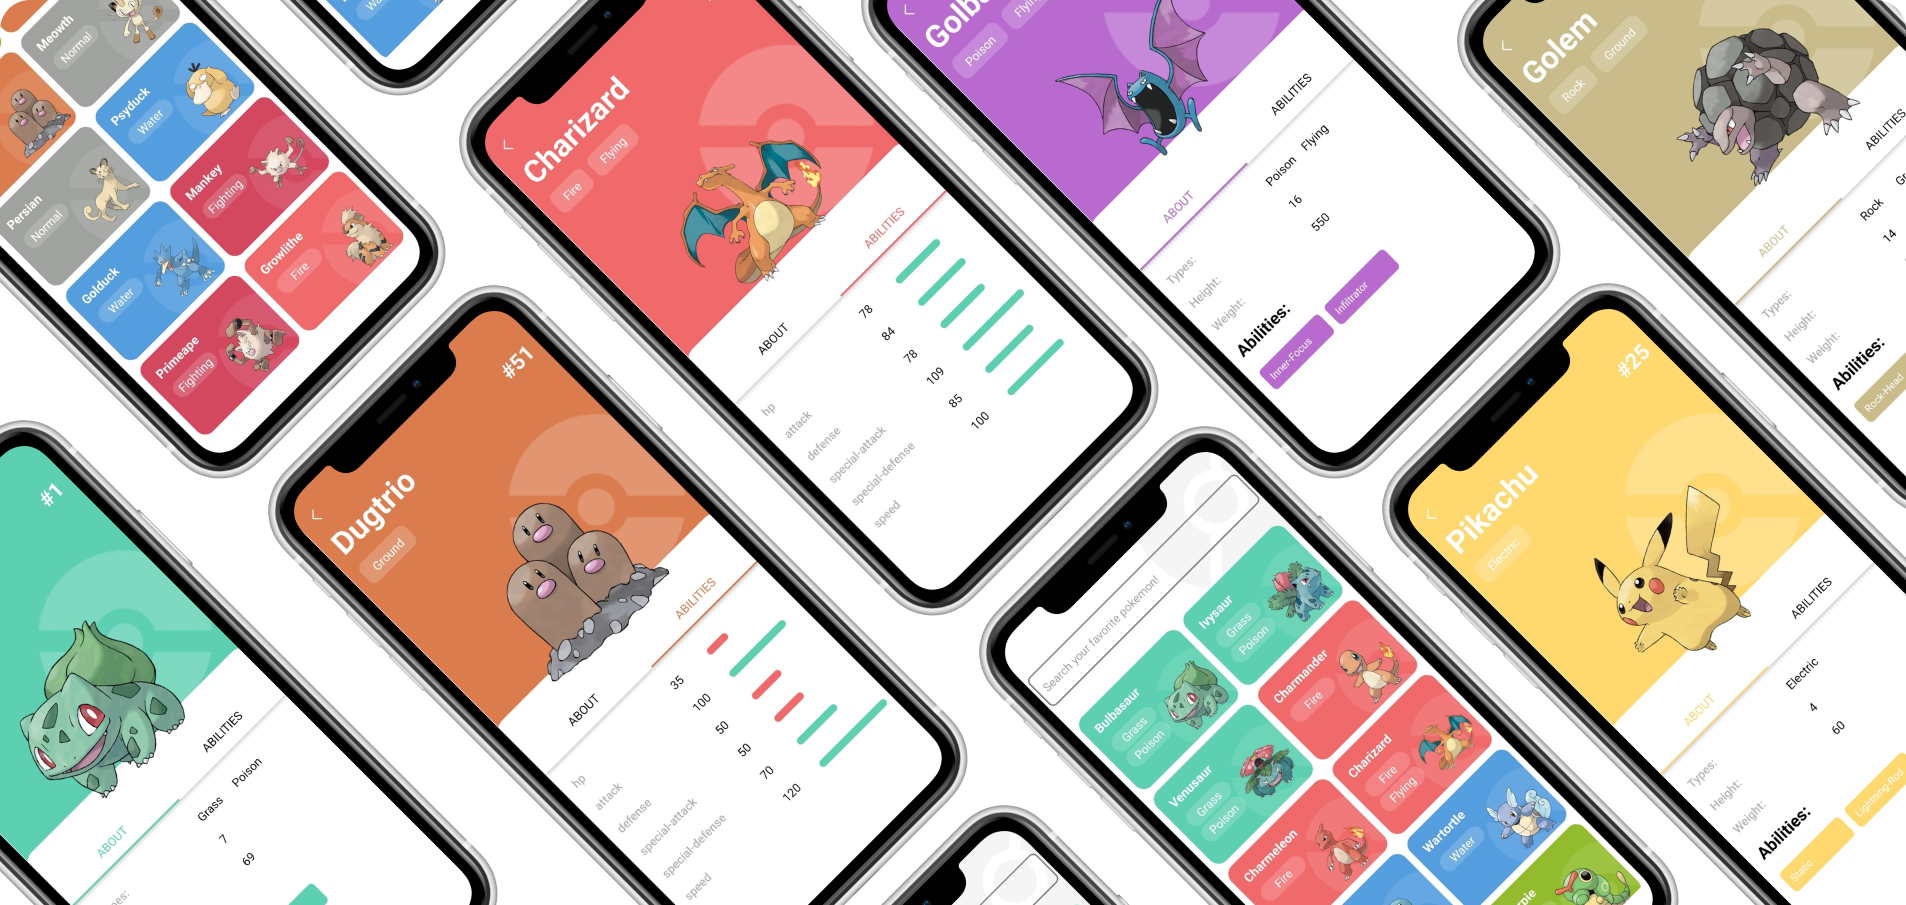 Meowth
Normal
Psyduck
Water
Persian
Normal
Mankey
Fighting
Golduck
Water
Growlithe
Fire
Primeape
Fighting
Charizard
Fire
Flying
ABOUT
ABILITIES
hp 78
attack 84
defense 78
special-attack 109
special-defense 85
speed 100
Poison
ABOUT
ABILITIES
Types: Poison Flying
Height: 16
Weight: 550
Abilities:
Inner-Focus
Infiltrator
Golem
Rock
Ground
ABOUT
ABILITIES
Types: Rock
Height: 14
Weight:
Abilities:
Rock-Head
#1
ABOUT
ABILITIES
Grass Poison
7
69
#51
Dugtrio
Ground
ABOUT
ABILITIES
hp 35
attack 100
defense 50
special-attack 50
special-defense 70
speed 120
Search your favorite pokemon!
Bulbasaur
Grass
Poison
Ivysaur
Grass
Poison
Venusaur
Grass
Poison
Charmander
Fire
Charmeleon
Fire
Charizard
Fire
Flying
Wartortle
Water
#25
Pikachu
Electric
ABOUT
ABILITIES
Types: Electric
Height: 4
Weight: 60
Abilities:
Static
Lightning-Rod